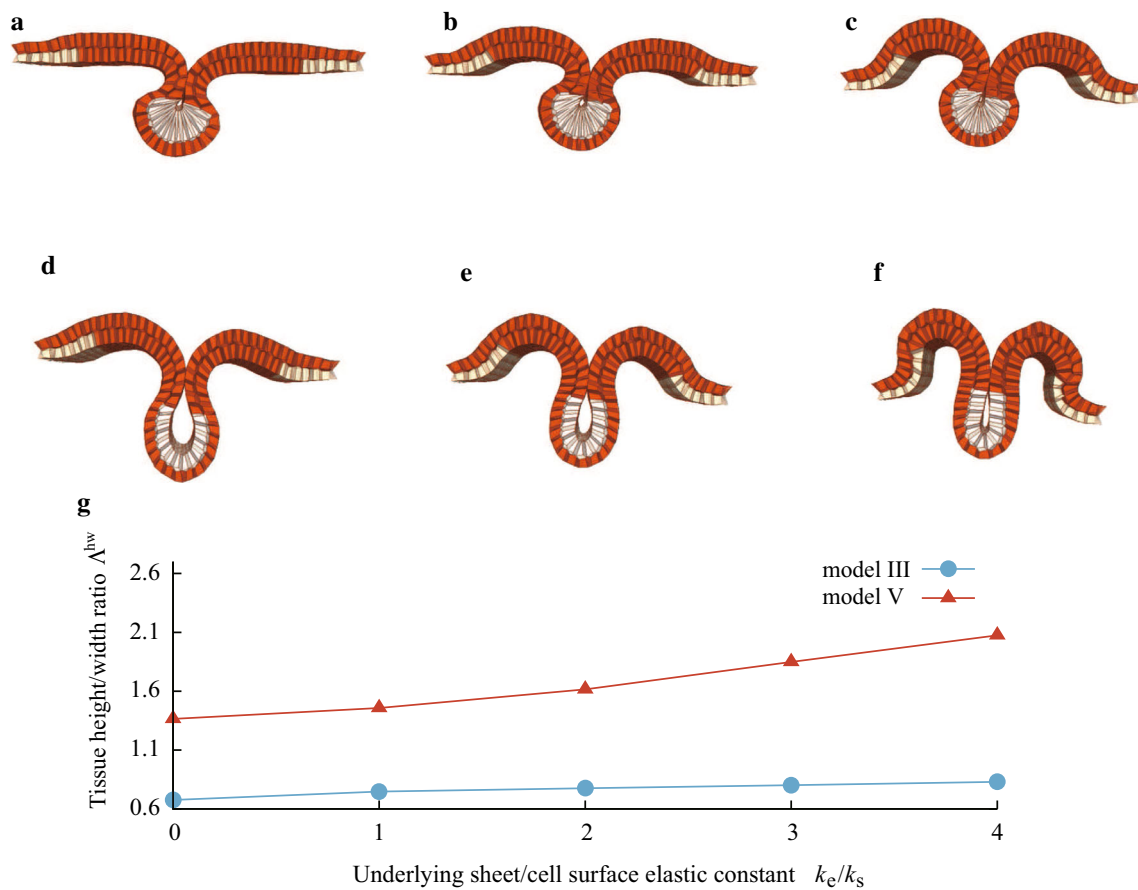 a
b
c
d
e
f
g
Tissue height/width ratio Λ^hw
2.6
2.1
1.6
1.1
0.6
model III
model V
0 1 2 3 4
Underlying sheet/cell surface elastic constant k_e/k_s